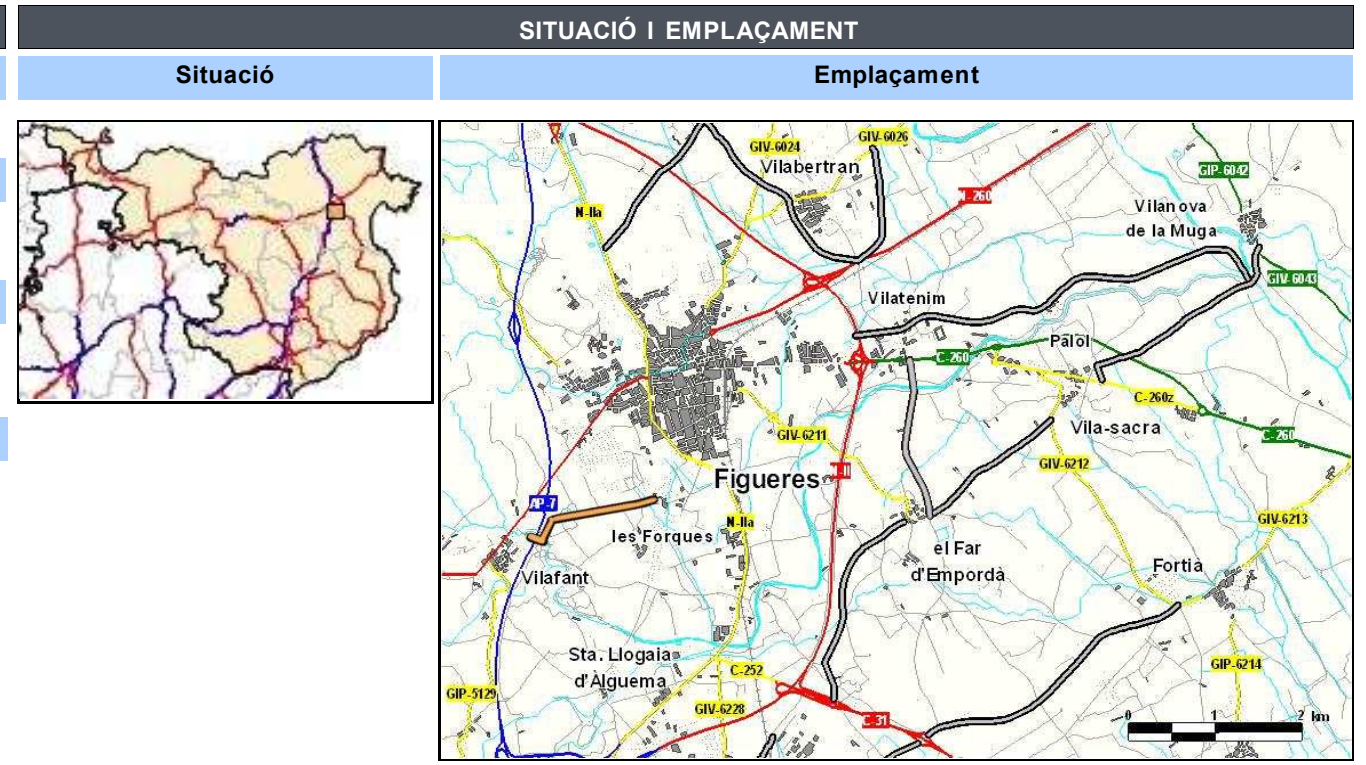 SITUACIÓ I EMPLAÇAMENT
Situació
Emplaçament
GIV-6024
GIV-6026
Vilabertran
GIP-6042
N-IIa
N-260
Vilanova
de la Muga
GIV-6043
Vilatenim
Palol
C-260
C-260z
GIV-6211
Vila-sacra
C-260
Figueres
GIV-6212
AP-7
N-IIa
GIV-6213
les Forques
el Far
d'Empordà
Vilafant
Fortià
Sta. Llogaia
d'Àlguema
C-252
GIP-6214
GIP-5129
GIV-6228
C-31
0 1 2 km